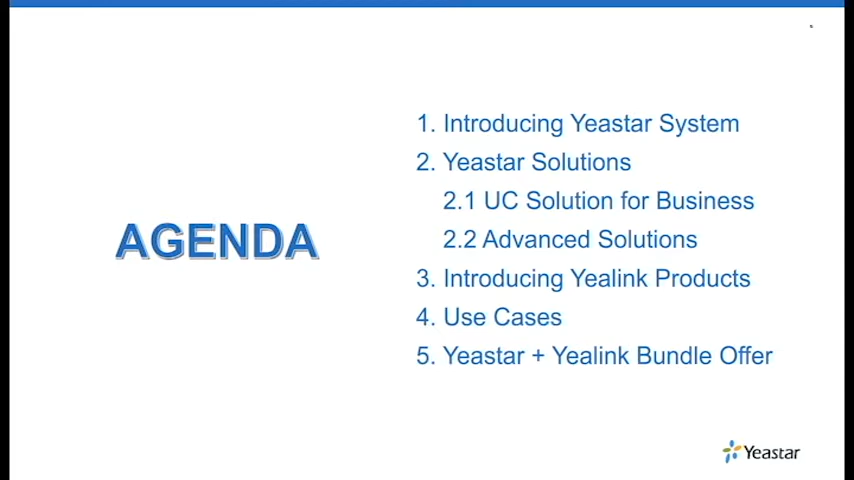 AGENDA
1. Introducing Yeastar System
2. Yeastar Solutions
2.1 UC Solution for Business
2.2 Advanced Solutions
3. Introducing Yealink Products
4. Use Cases
5. Yeastar + Yealink Bundle Offer
Yeastar